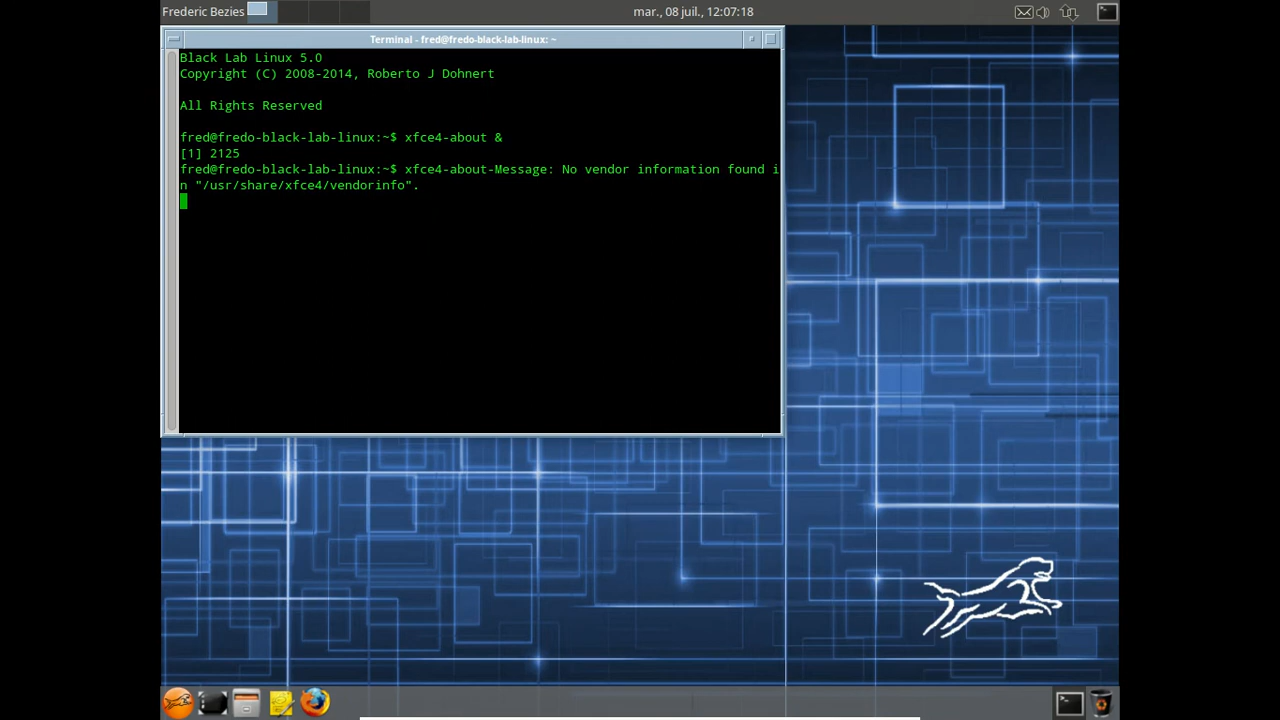 Frederic Bezies
mar., 08 juil., 12:07:18
Terminal - fred@fredo-black-lab-linux: ~
Black Lab Linux 5.0
Copyright (C) 2008-2014, Roberto J Dohnert
All Rights Reserved
fred@fredo-black-lab-linux:~$ xfce4-about &
[1] 2125
fred@fredo-black-lab-linux:~$ xfce4-about-Message: No vendor information found i
n "/usr/share/xfce4/vendorinfo".